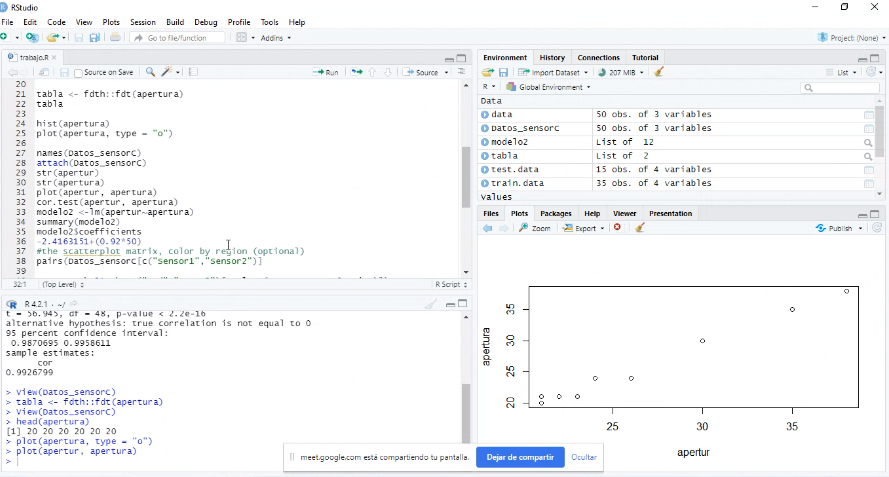 RStudio
File Edit Code View Plots Session Build Debug Profile Tools Help
Go to file/function
Addins
Project: (None)
trabajo.R
Source on Save
Run
Source
20
21 tabla <- fdth::fdt(apertura)
22 tabla
23
24 hist(apertura)
25 plot(apertura, type = "o")
26
27 names(Datos_sensorC)
28 attach(Datos_sensorC)
29 str(apertur)
30 str(apertura)
31 plot(apertur, apertura)
32 cor.test(apertur, apertura)
33 modelo2 <-lm(apertur~apertura)
34 summary(modelo2)
35 modelo2$coefficients
36 -2.4163151+(0.92*50)
37 #the scatterplot matrix, color by region (optional)
38 pairs(Datos_sensorC[c("Sensor1","Sensor2")]
39
32:1 (Top Level) R Script
R 4.2.1 · ~/
t = 56.945, df = 48, p-value < 2.2e-16
alternative hypothesis: true correlation is not equal to 0
95 percent confidence interval:
0.9870695 0.9958611
sample estimates:
cor
0.9926799
> View(Datos_sensorC)
> tabla <- fdth::fdt(apertura)
> View(Datos_sensorC)
> head(apertura)
[1] 20 20 20 20 20 20
> plot(apertura, type = "o")
> plot(apertur, apertura)
>
Environment History Connections Tutorial
Import Dataset 207 MiB List
R Global Environment
Data
data 50 obs. of 3 variables
Datos_sensorC 50 obs. of 3 variables
modelo2 List of 12
tabla List of 2
test.data 15 obs. of 4 variables
train.data 35 obs. of 4 variables
values
Files Plots Packages Help Viewer Presentation
Zoom Export Publish
apertura
35
30
25
20
25 30 35
apertur
meet.google.com está compartiendo tu pantalla. Dejar de compartir Ocultar